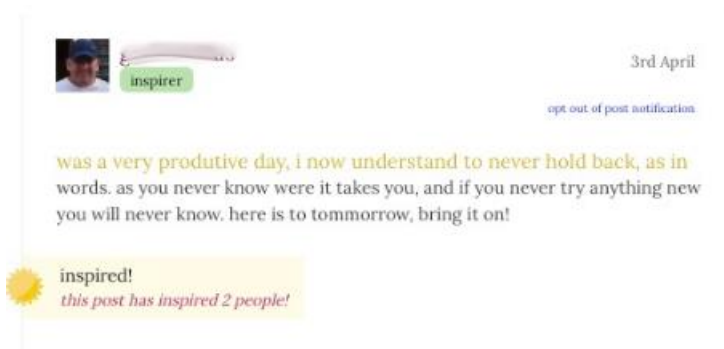 inspirer
3rd April
opt out of post notification
was a very produtive day, i now understand to never hold back, as in
words. as you never know were it takes you, and if you never try anything new
you will never know. here is to tommorrow, bring it on!
inspired!
this post has inspired 2 people!